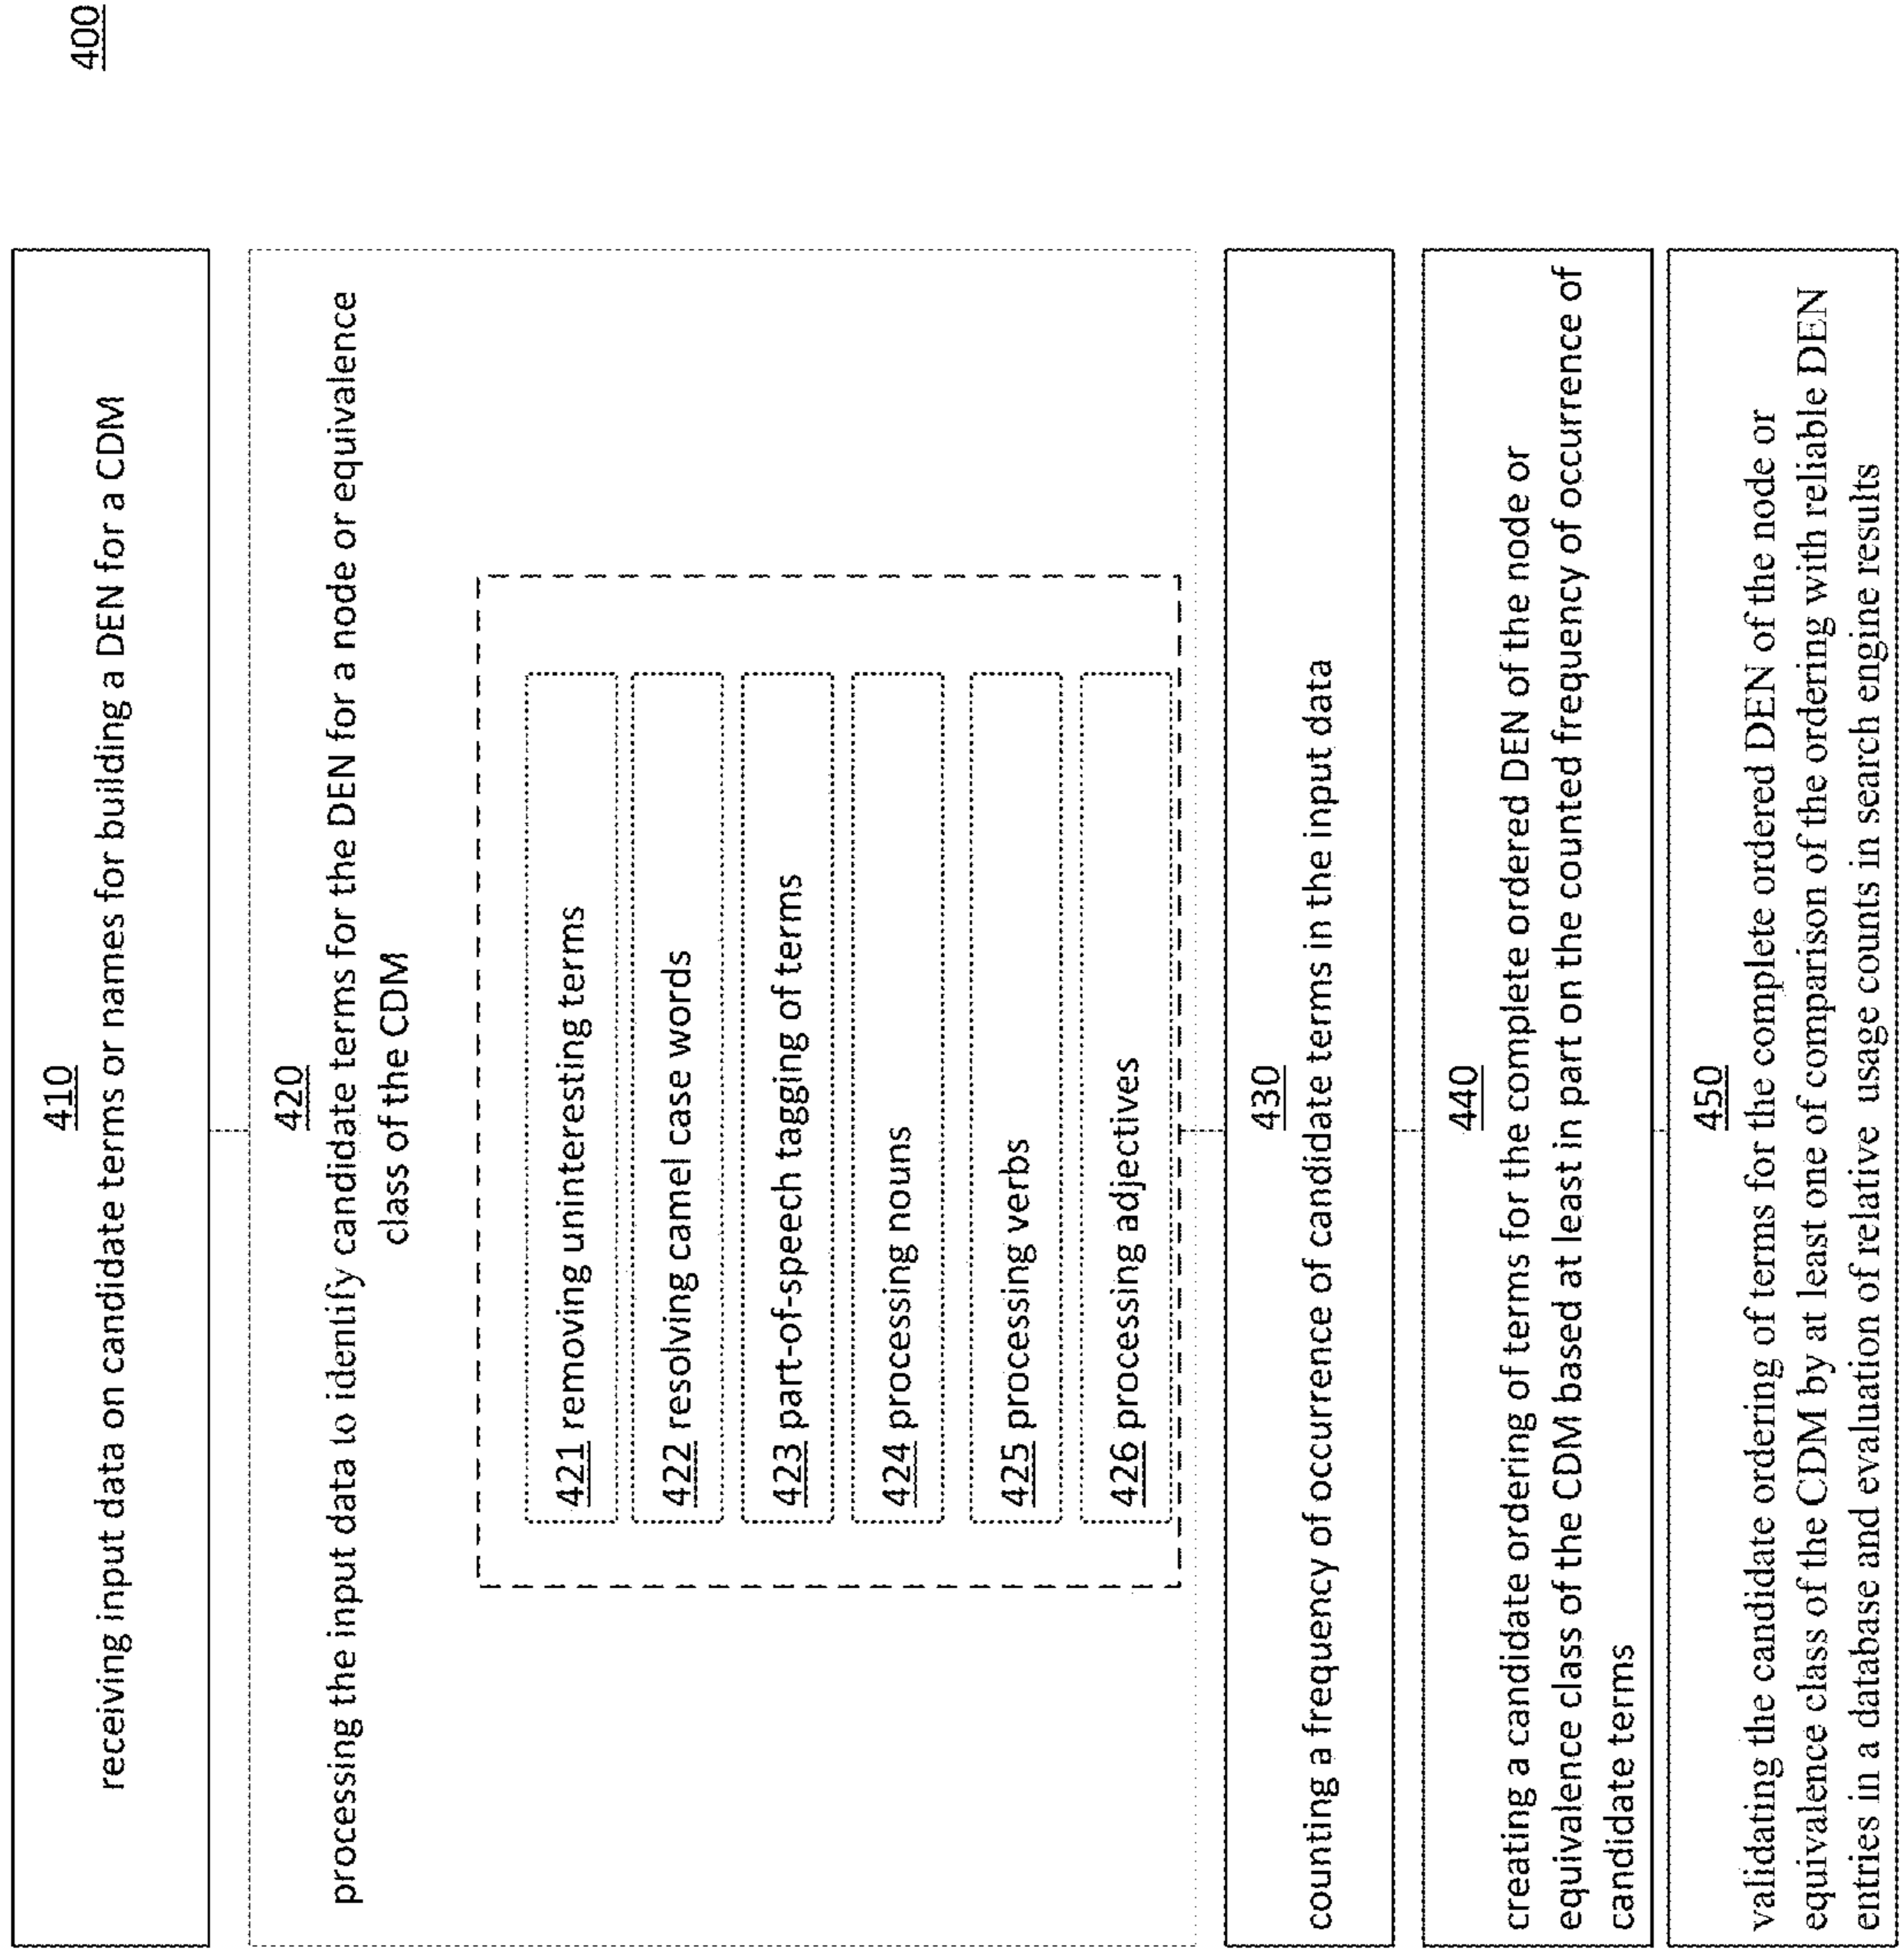 400
410
receiving input data on candidate terms or names for building a DEN for a CDM
420
processing the input data to identify candidate terms for the DEN for a node or equivalence
class of the CDM
421 removing uninteresting terms
422 resolving camel case words
423 part-of-speech tagging of terms
424 processing nouns
425 processing verbs
426 processing adjectives
430
counting a frequency of occurrence of candidate terms in the input data
440
creating a candidate ordering of terms for the complete ordered DEN of the node or
equivalence class of the CDM based at least in part on the counted frequency of occurrence of
candidate terms
450
validating the candidate ordering of terms for the complete ordered DEN of the node or
equivalence class of the CDM by at least one of comparison of the ordering with reliable DEN
entries in a database and evaluation of relative usage counts in search engine results